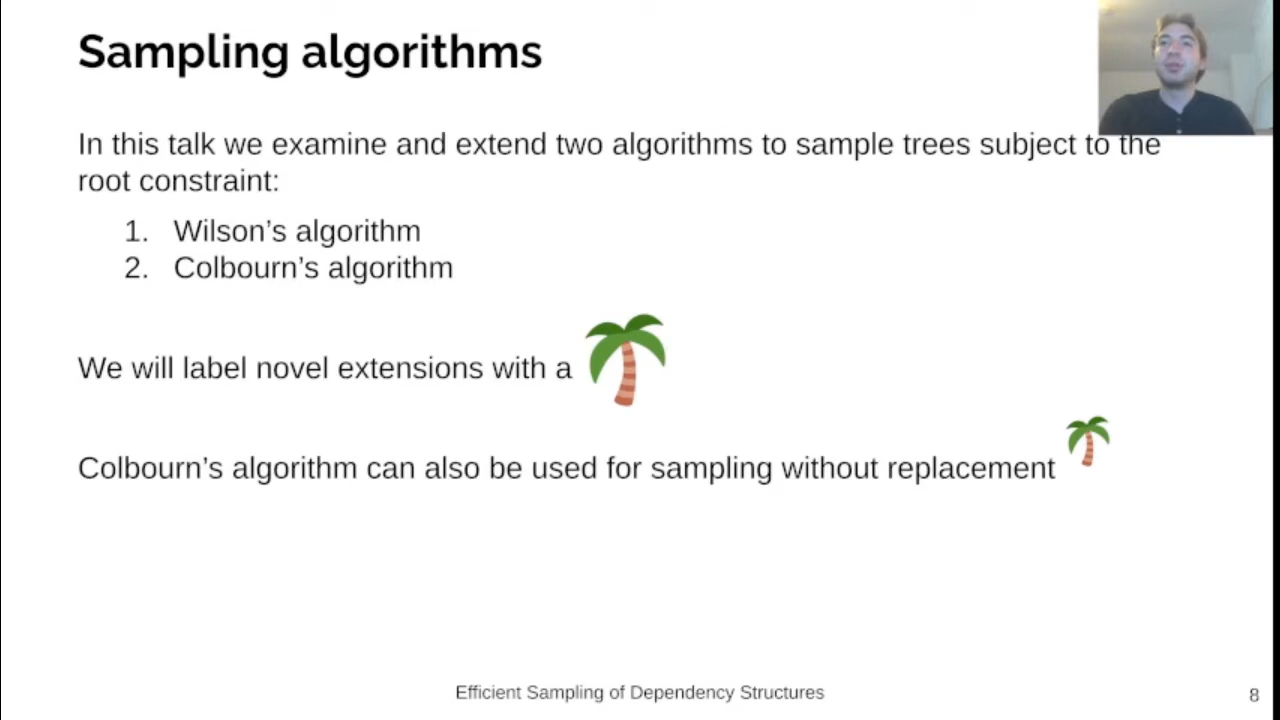 Sampling algorithms
In this talk we examine and extend two algorithms to sample trees subject to the
root constraint:
1. Wilson’s algorithm
2. Colbourn’s algorithm
We will label novel extensions with a
Colbourn’s algorithm can also be used for sampling without replacement
Efficient Sampling of Dependency Structures
8